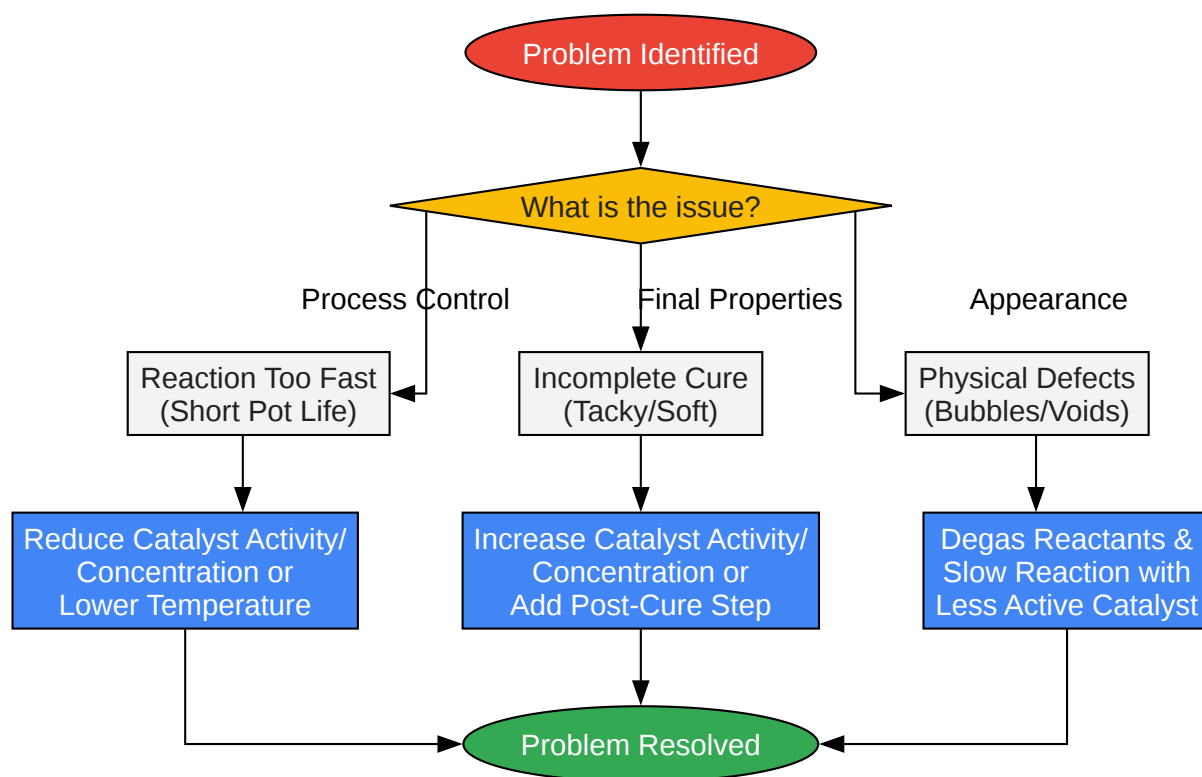 Problem Identified
What is the issue?
Process Control
Final Properties
Appearance
Reaction Too Fast
(Short Pot Life)
Incomplete Cure
(Tacky/Soft)
Physical Defects
(Bubbles/Voids)
Reduce Catalyst Activity/
Concentration or
Lower Temperature
Increase Catalyst Activity/
Concentration or
Add Post-Cure Step
Degas Reactants &
Slow Reaction with
Less Active Catalyst
Problem Resolved